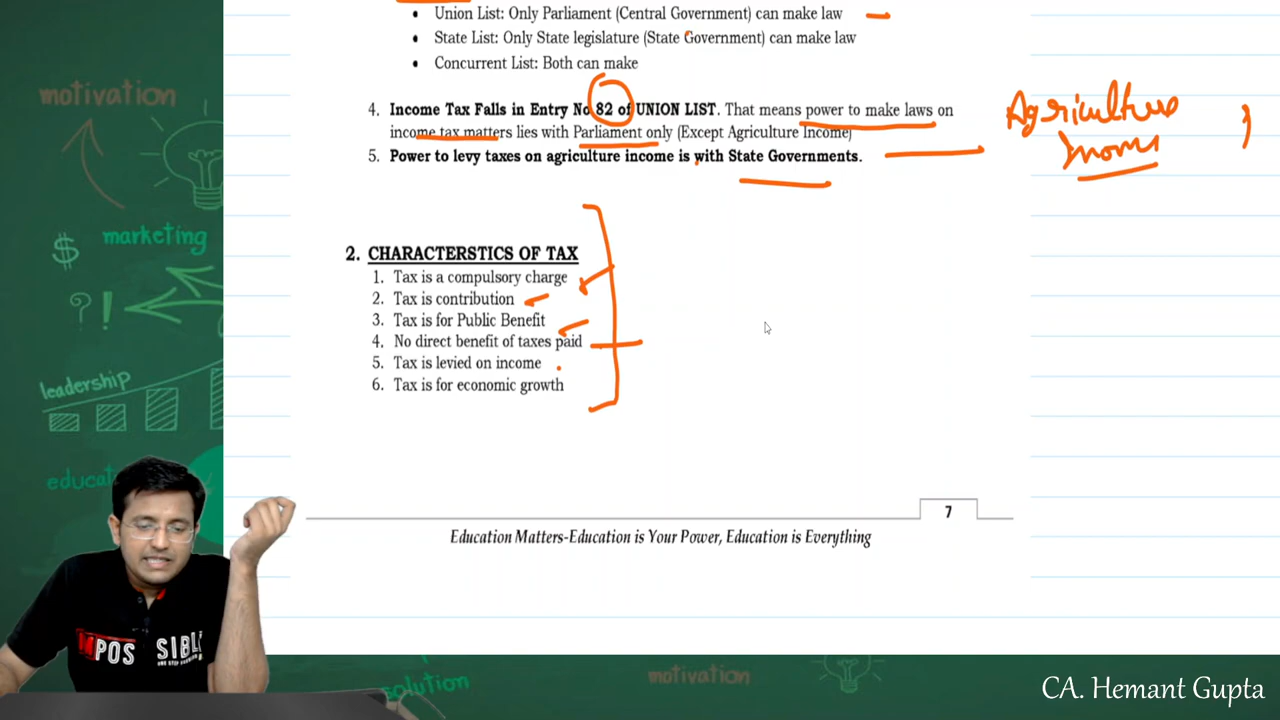 • Union List: Only Parliament (Central Government) can make law
• State List: Only State legislature (State Government) can make law
• Concurrent List: Both can make
4. Income Tax Falls in Entry No 82 of UNION LIST. That means power to make laws on
income tax matters lies with Parliament only (Except Agriculture Income)
5. Power to levy taxes on agriculture income is with State Governments.
Agriculture
2. CHARACTERSTICS OF TAX
1. Tax is a compulsory charge
2. Tax is contribution
3. Tax is for Public Benefit
4. No direct benefit of taxes paid
5. Tax is levied on income
6. Tax is for economic growth
7
Education Matters-Education is Your Power, Education is Everything
motivation
$ marketing
?!
leadership
educat
IMPOS SIBL
solution
motivation
CA. Hemant Gupta